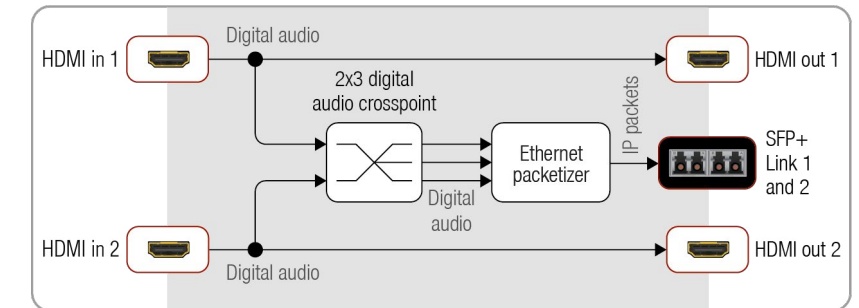 Digital audio
HDMI in 1
HDMI out 1
2x3 digital
audio crosspoint
IP packets
Ethernet
packetizer
SFP+
Link 1
and 2
Digital
audio
HDMI in 2
HDMI out 2
Digital audio